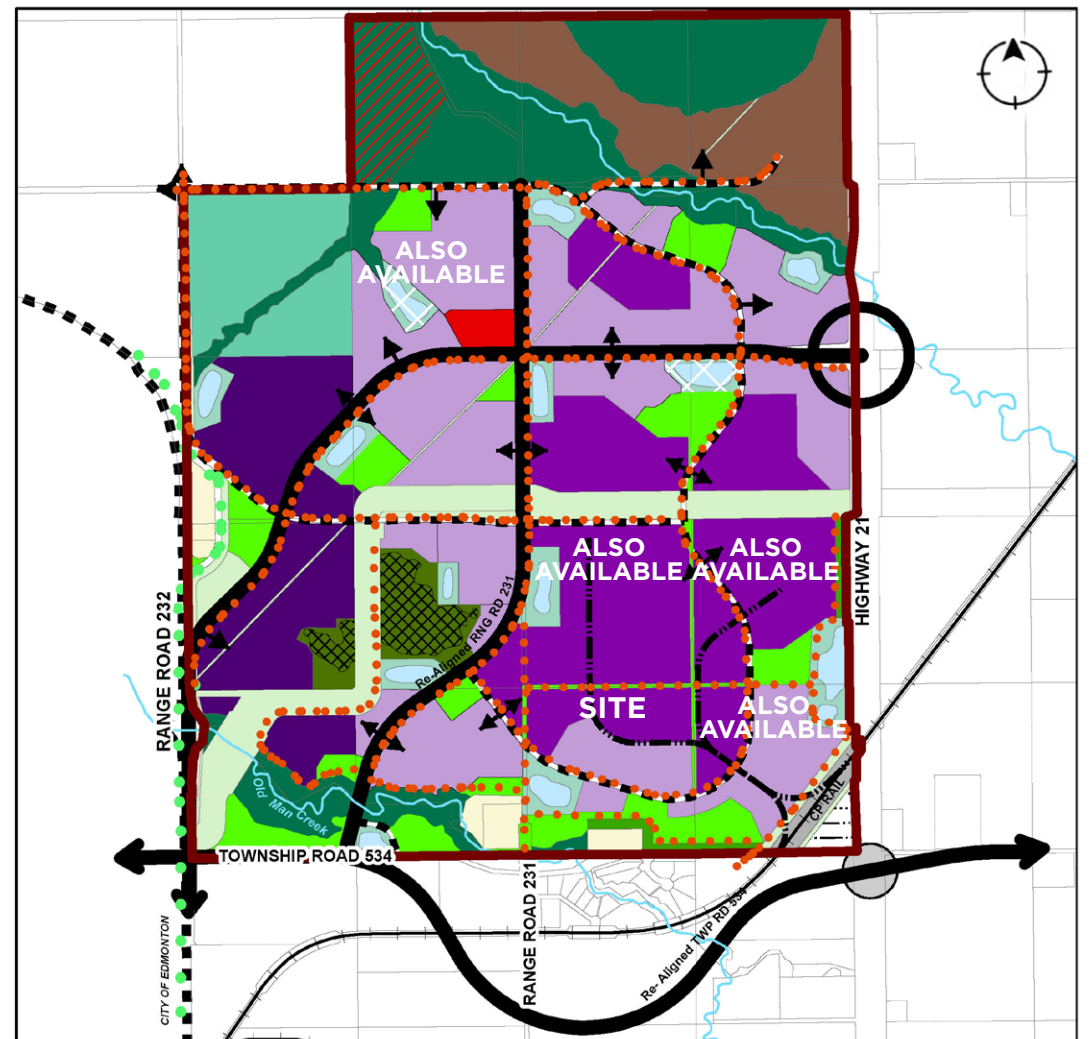 ALSO
AVAILABLE
HIGHWAY 21
ALSO
AVAILABLE
ALSO
AVAILABLE
Re-Aligned RNG RD 231
RANGE ROAD 232
SITE
ALSO
AVAILABLE
CP RAIL
Old Man Creek
TOWNSHIP ROAD 534
RANGE ROAD 231
Re-Aligned TWP RD 534
CITY OF EDMONTON